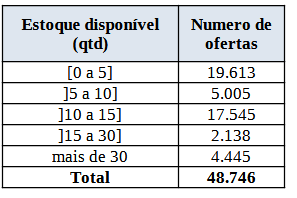 Estoque disponível (qtd) Numero de ofertas
[0 a 5] 19.613
]5 a 10] 5.005
]10 a 15] 17.545
]15 a 30] 2.138
mais de 30 4.445
Total 48.746